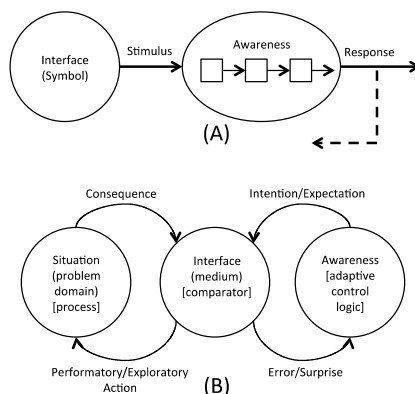 Interface
(Symbol)
Stimulus
Awareness
Response
(A)
Consequence
Intention/Expectation
Situation
(problem
domain)
[process]
Interface
(medium)
[comparator]
Awareness
[adaptive
control
logic]
Performatory/Exploratory
Action
Error/Surprise
(B)